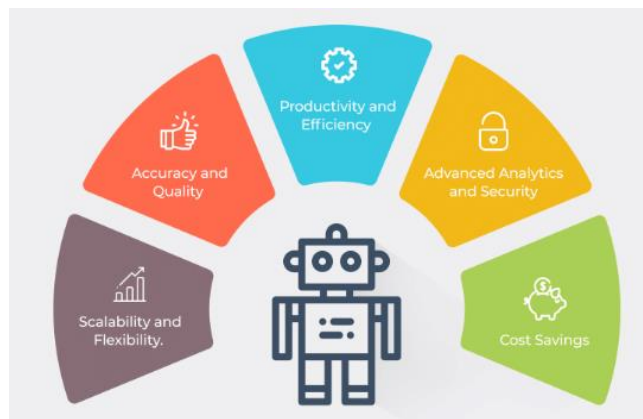 Productivity and
Efficiency
Accuracy and
Quality
Advanced Analytics
and Security
Scalability and
Flexibility.
Cost Savings